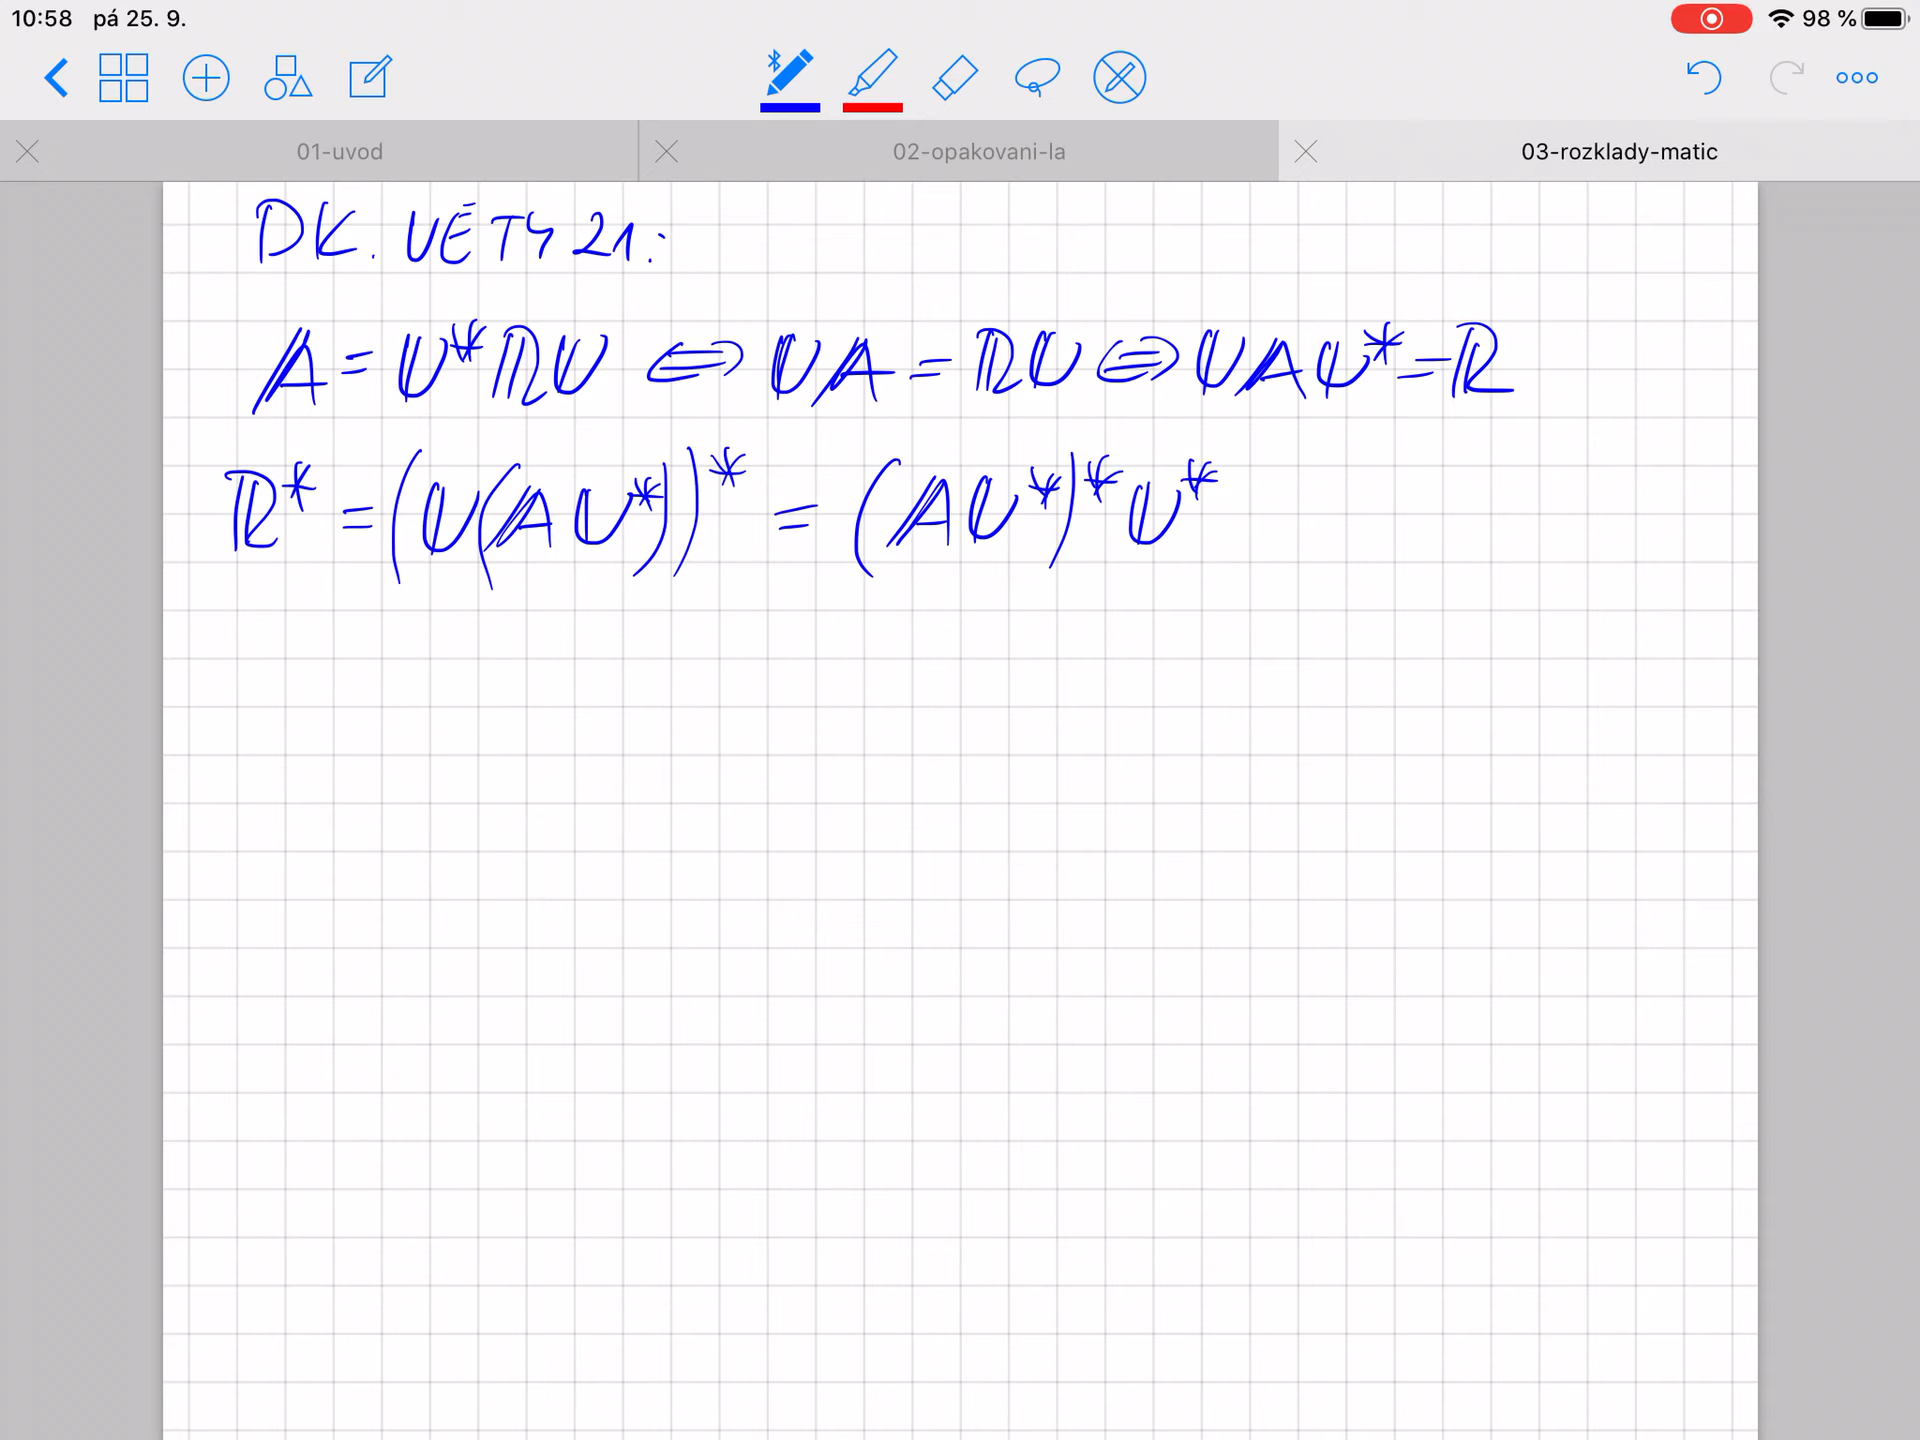 10:58 pá 25. 9. 98 %
01-uvod 02-opakovani-la 03-rozklady-matic
DK. VĚTY 21:
𝔸 = 𝕌* ℝ 𝕌 ⇔ 𝕌𝔸 = ℝ𝕌 ⇔ 𝕌𝔸𝕌* = ℝ
ℝ* = (𝕌(𝔸𝕌*))* = (𝔸𝕌*)* 𝕌*